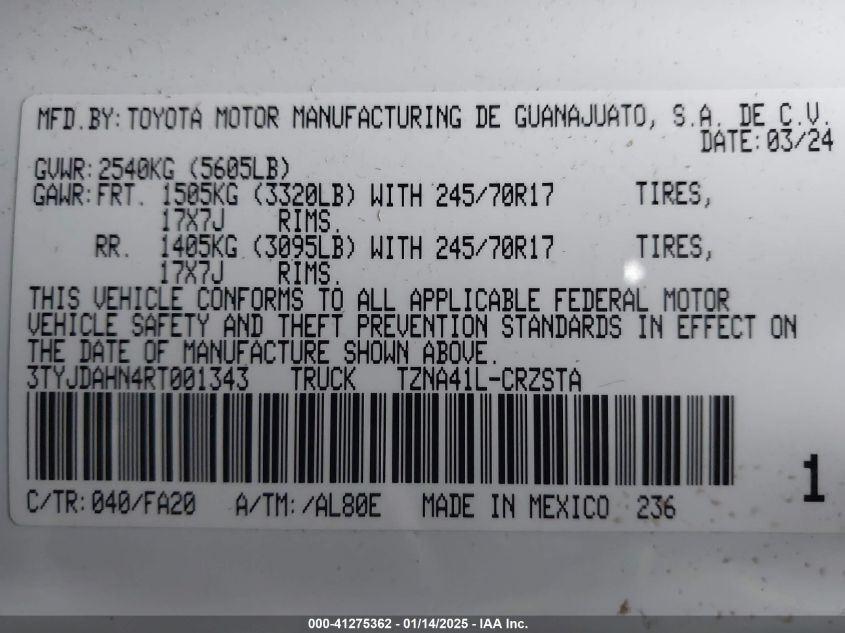 MFD.BY:TOYOTA MOTOR MANUFACTURING DE GUANAJUATO, S.A. DE C.V.
DATE:03/24
GVWR:2540KG (5605LB)
GAWR:FRT. 1505KG (3320LB) WITH 245/70R17 TIRES,
17X7J RIMS.
RR. 1405KG (3095LB) WITH 245/70R17 TIRES,
17X7J RIMS.
THIS VEHICLE CONFORMS TO ALL APPLICABLE FEDERAL MOTOR
VEHICLE SAFETY AND THEFT PREVENTION STANDARDS IN EFFECT ON
THE DATE OF MANUFACTURE SHOWN ABOVE.
3TYJDAHN4RT001343 TRUCK TZNA41L-CRZSTA
1
C/TR:040/FA20 A/TM:/AL80E MADE IN MEXICO 236
000-41275362 - 01/14/2025 - IAA Inc.